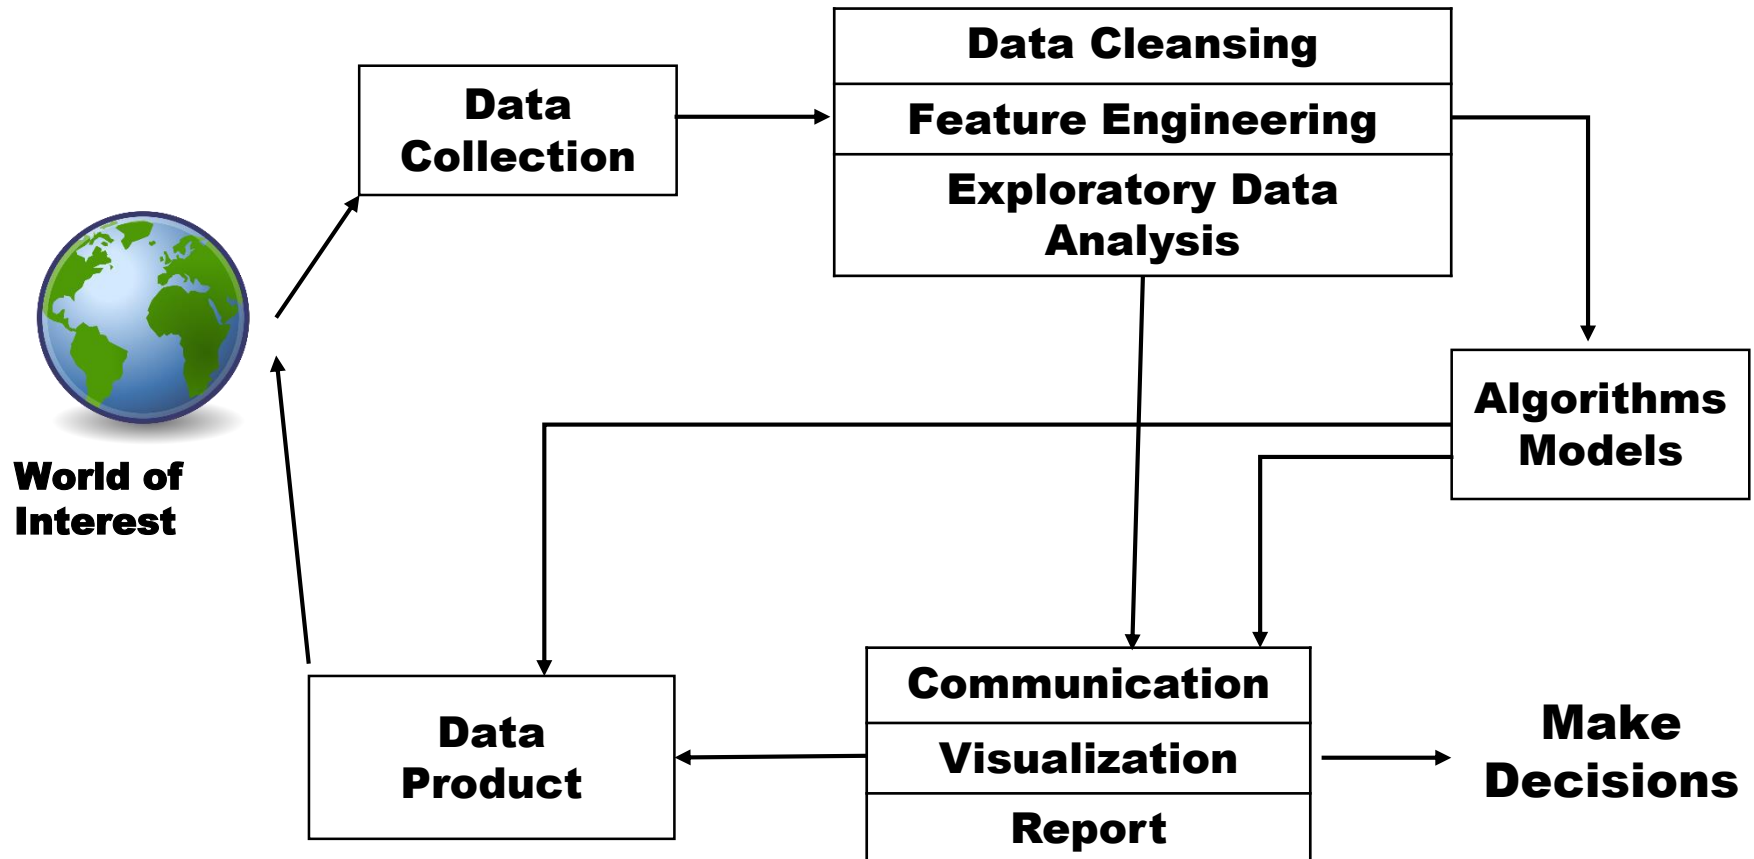 Data Cleansing
Data
Collection
Feature Engineering
Exploratory Data
Analysis
Algorithms
Models
World of
Interest
Communication
Data
Product
Visualization
Report
Make
Decisions